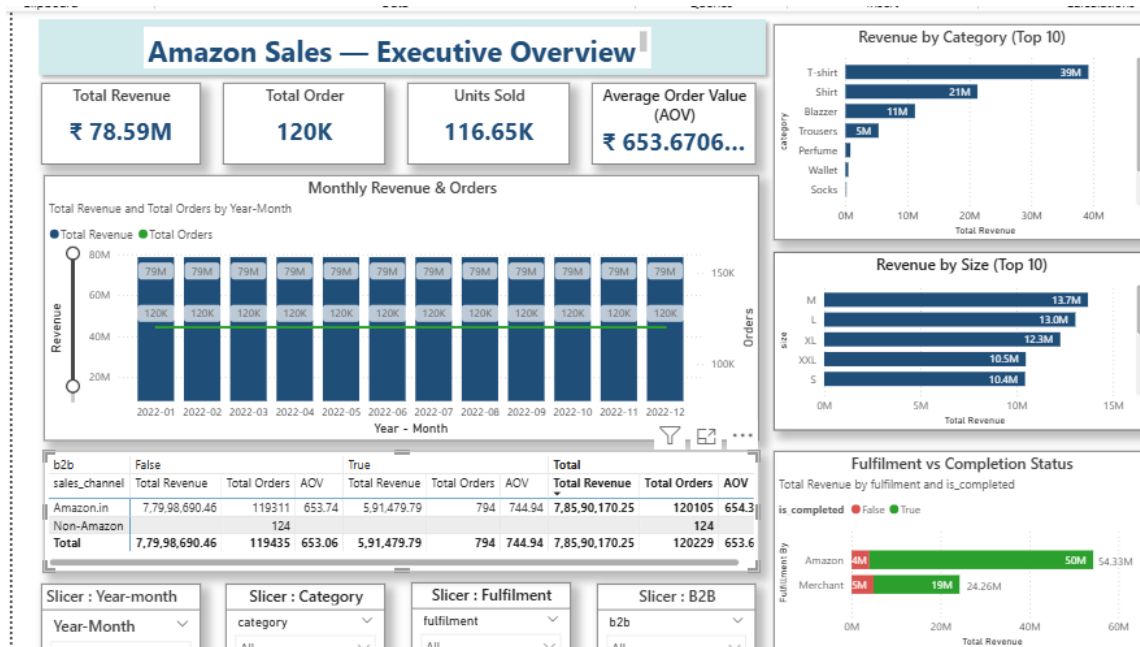 Amazon Sales — Executive Overview
Total Revenue
₹ 78.59M
Total Order
120K
Units Sold
116.65K
Average Order Value
(AOV)
₹ 653.6706...
Monthly Revenue & Orders
Total Revenue and Total Orders by Year-Month
Total Revenue Total Orders
Revenue
80M
60M
40M
20M
79M 79M 79M 79M 79M 79M 79M 79M 79M 79M 79M 79M
120K 120K 120K 120K 120K 120K 120K 120K 120K 120K 120K 120K
150K
100K
Orders
2022-01 2022-02 2022-03 2022-04 2022-05 2022-06 2022-07 2022-08 2022-09 2022-10 2022-11 2022-12
Year - Month
b2b False True Total
sales_channel Total Revenue Total Orders AOV Total Revenue Total Orders AOV Total Revenue Total Orders AOV
Amazon.in 7,79,98,690.46 119311 653.74 5,91,479.79 794 744.94 7,85,90,170.25 120105 654.3
Non-Amazon 124 124
Total 7,79,98,690.46 119435 653.06 5,91,479.79 794 744.94 7,85,90,170.25 120229 653.6
Slicer : Year-month
Year-Month
Slicer : Category
category
All
Slicer : Fulfilment
fulfilment
All
Slicer : B2B
b2b
All
Revenue by Category (Top 10)
category
T-shirt 39M
Shirt 21M
Blazzer 11M
Trousers 5M
Perfume
Wallet
Socks
0M 10M 20M 30M 40M
Total Revenue
Revenue by Size (Top 10)
size
M 13.7M
L 13.0M
XL 12.3M
XXL 10.5M
S 10.4M
0M 5M 10M 15M
Total Revenue
Fulfilment vs Completion Status
Total Revenue by fulfilment and is_completed
is_completed False True
Fulfillment By
Amazon 4M 50M 54.33M
Merchant 5M 19M 24.26M
0M 20M 40M 60M
Total Revenue